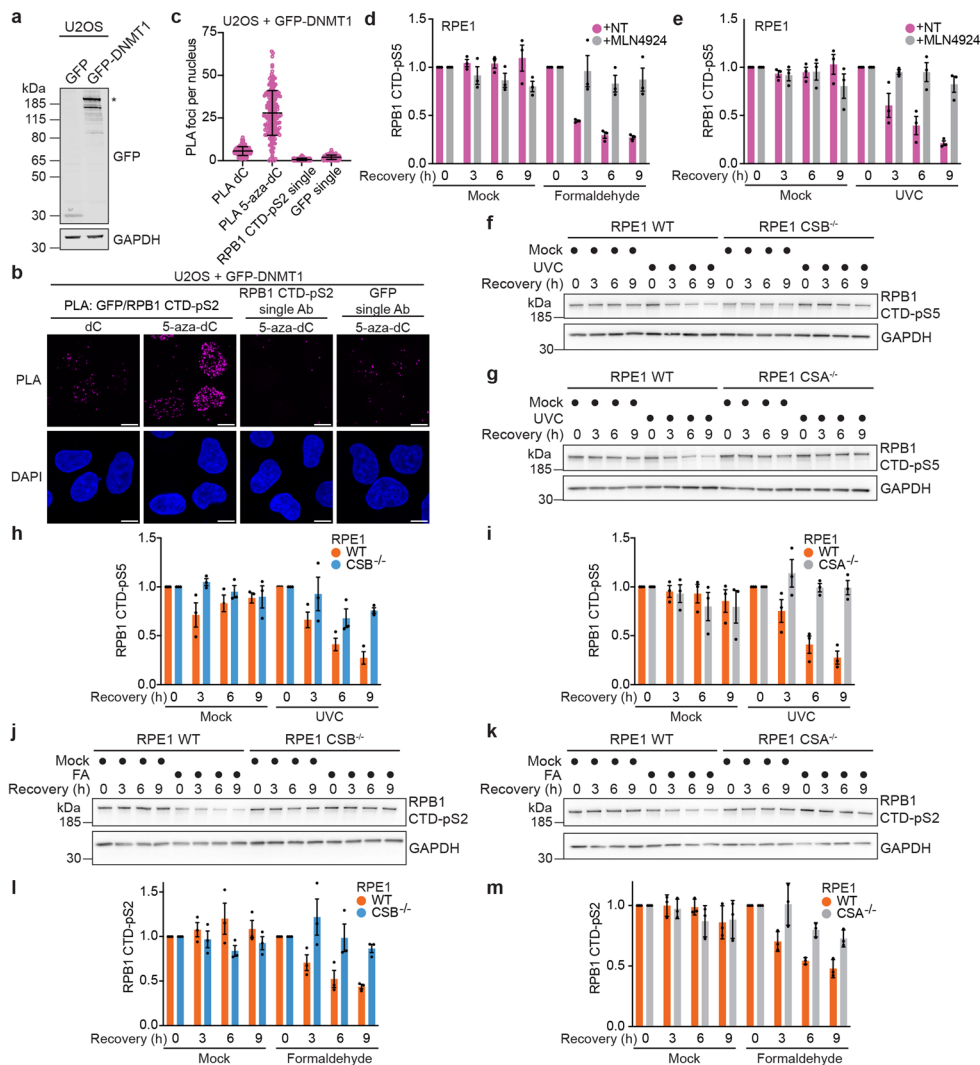 a
U2OS
GFP
GFP-DNMT1
kDa
185
115
80
65
50
30
*
GFP
30
GAPDH
b
U2OS + GFP-DNMT1
PLA: GFP/RPB1 CTD-pS2
RPB1 CTD-pS2
single Ab
GFP
single Ab
dC
5-aza-dC
5-aza-dC
5-aza-dC
PLA
DAPI
c
U2OS + GFP-DNMT1
PLA foci per nucleus
75
50
25
0
PLA dC
PLA 5-aza-dC
RPB1 CTD-pS2 single
GFP single
d
RPE1
+NT
+MLN4924
RPB1 CTD-pS5
1.5
1.0
0.5
0
Recovery (h) 0 3 6 9 0 3 6 9
Mock Formaldehyde
e
RPE1
+NT
+MLN4924
RPB1 CTD-pS5
1.5
1.0
0.5
0
Recovery (h) 0 3 6 9 0 3 6 9
Mock UVC
f
RPE1 WT RPE1 CSB-/-
Mock
UVC
Recovery (h) 0 3 6 9 0 3 6 9 0 3 6 9 0 3 6 9
kDa
185
RPB1
CTD-pS5
30
GAPDH
g
RPE1 WT RPE1 CSA-/-
Mock
UVC
Recovery (h) 0 3 6 9 0 3 6 9 0 3 6 9 0 3 6 9
kDa
185
RPB1
CTD-pS5
30
GAPDH
h
RPE1
WT
CSB-/-
RPB1 CTD-pS5
1.5
1.0
0.5
0.0
Recovery (h) 0 3 6 9 0 3 6 9
Mock UVC
i
RPE1
WT
CSA-/-
RPB1 CTD-pS5
1.5
1.0
0.5
0.0
Recovery (h) 0 3 6 9 0 3 6 9
Mock UVC
j
RPE1 WT RPE1 CSB-/-
Mock
FA
Recovery (h) 0 3 6 9 0 3 6 9 0 3 6 9 0 3 6 9
kDa
185
RPB1
CTD-pS2
30
GAPDH
k
RPE1 WT RPE1 CSA-/-
Mock
FA
Recovery (h) 0 3 6 9 0 3 6 9 0 3 6 9 0 3 6 9
kDa
185
RPB1
CTD-pS2
30
GAPDH
l
RPE1
WT
CSB-/-
RPB1 CTD-pS2
1.5
1.0
0.5
0.0
Recovery (h) 0 3 6 9 0 3 6 9
Mock Formaldehyde
m
RPE1
WT
CSA-/-
RPB1 CTD-pS2
1.0
0.5
0.0
Recovery (h) 0 3 6 9 0 3 6 9
Mock Formaldehyde